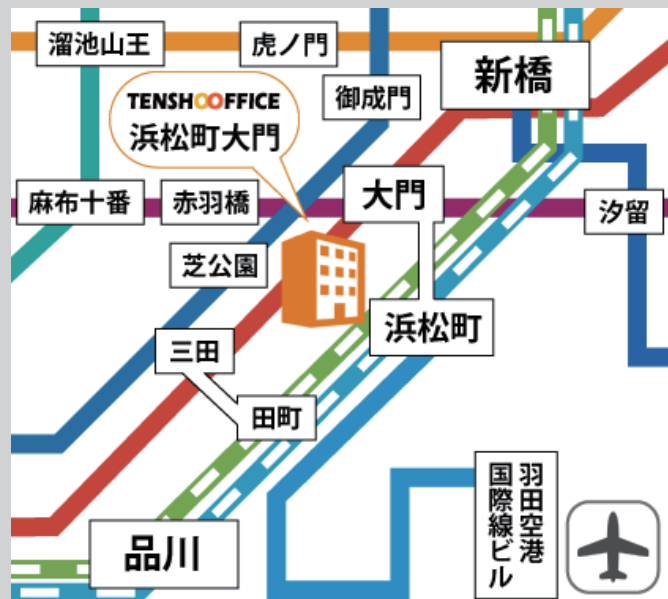 溜池山王
虎ノ門
新橋
TENSHOOFFICE
浜松町大門
御成門
麻布十番
赤羽橋
大門
汐留
芝公園
浜松町
三田
田町
羽田空港
国際線ビル
品川